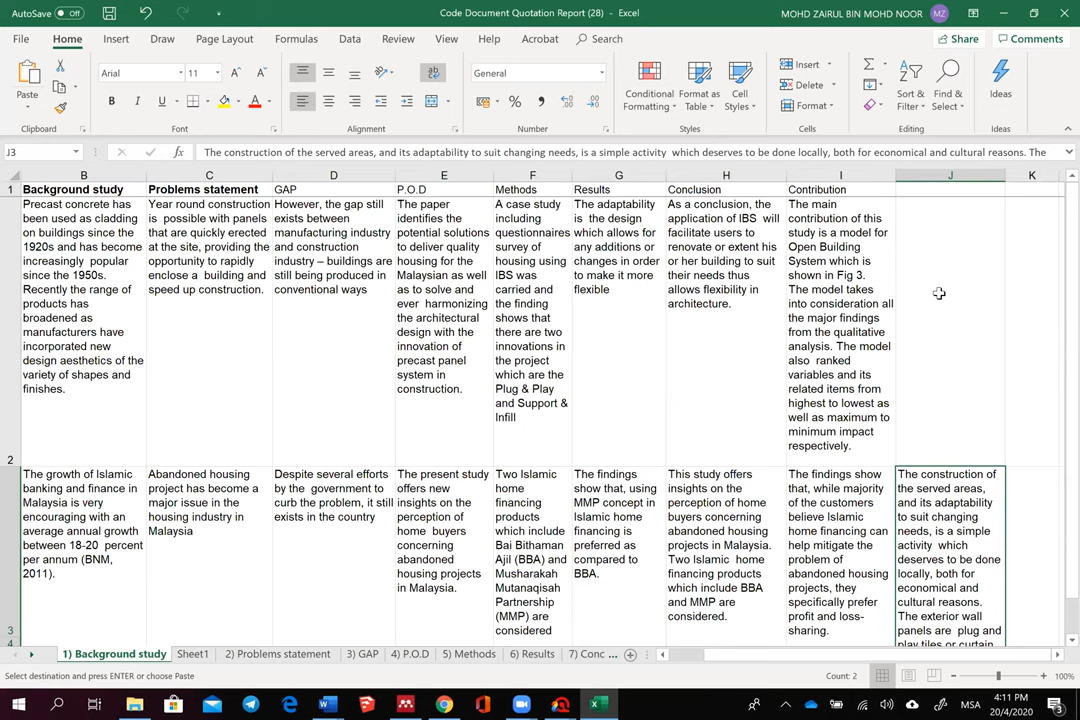 AutoSave Off
Code Document Quotation Report (28) - Excel
MOHD ZAIRUL BIN MOHD NOOR MZ
File Home Insert Draw Page Layout Formulas Data Review View Help Acrobat Search Share Comments
Paste
Arial 11
General
Conditional Formatting
Format as Table
Cell Styles
Insert
Delete
Format
Sort & Filter
Find & Select
Ideas
Clipboard Font Alignment Number Styles Cells Editing Ideas
J3 fx The construction of the served areas, and its adaptability to suit changing needs, is a simple activity which deserves to be done locally, both for economical and cultural reasons. The
B C D E F G H I J K
1 Background study Problems statement GAP P.O.D Methods Results Conclusion Contribution
2
Precast concrete has
been used as cladding
on buildings since the
1920s and has become
increasingly popular
since the 1950s.
Recently the range of
products has
broadened as
manufacturers have
incorporated new
design aesthetics of the
variety of shapes and
finishes.
Year round construction
is possible with panels
that are quickly erected
at the site, providing the
opportunity to rapidly
enclose a building and
speed up construction.
However, the gap still
exists between
manufacturing industry
and construction
industry – buildings are
still being produced in
conventional ways
The paper
identifies the
potential solutions
to deliver quality
housing for the
Malaysian as well
as to solve and
ever harmonizing
the architectural
design with the
innovation of
precast panel
system in
construction.
A case study
including
questionnaires
survey of
housing using
IBS was
carried and the
finding
shows that
there are two
innovations in
the project
which are the
Plug & Play
and Support &
Infill
The adaptability
is the design
which allows for
any additions or
changes in order
to make it more
flexible
As a conclusion, the
application of IBS will
facilitate users to
renovate or extent his
or her building to suit
their needs thus
allows flexibility in
architecture.
The main
contribution of this
study is a model for
Open Building
System which is
shown in Fig 3.
The model takes
into consideration all
the major findings
from the qualitative
analysis. The model
also ranked
variables and its
related items from
highest to lowest as
well as maximum to
minimum impact
respectively.
3
The growth of Islamic
banking and finance in
Malaysia is very
encouraging with an
average annual growth
between 18-20 percent
per annum (BNM,
2011).
Abandoned housing
project has become a
major issue in the
housing industry in
Malaysia
Despite several efforts
by the government to
curb the problem, it still
exists in the country
The present study
offers new
insights on the
perception of
home buyers
concerning
abandoned
housing projects
in Malaysia.
Two Islamic
home
financing
products
which include
Bai Bithaman
Ajil (BBA) and
Musharakah
Mutanaqisah
Partnership
(MMP) are
considered
The findings
show that, using
MMP concept in
Islamic home
financing is
preferred as
compared to
BBA.
This study offers
insights on the
perception of home
buyers concerning
abandoned housing
projects in Malaysia.
Two Islamic home
financing products
which include BBA
and MMP are
considered.
The findings show
that, while majority
of the customers
believe Islamic
home financing can
help mitigate the
problem of
abandoned housing
projects, they
specifically prefer
profit and loss-
sharing.
The construction of
the served areas,
and its adaptability
to suit changing
needs, is a simple
activity which
deserves to be done
locally, both for
economical and
cultural reasons.
The exterior wall
panels are plug and
play tiles or curtain
4
1) Background study Sheet1 2) Problems statement 3) GAP 4) P.O.D 5) Methods 6) Results 7) Conc ...
Select destination and press ENTER or choose Paste Count: 2 100%
MSA 4:11 PM
20/4/2020 3